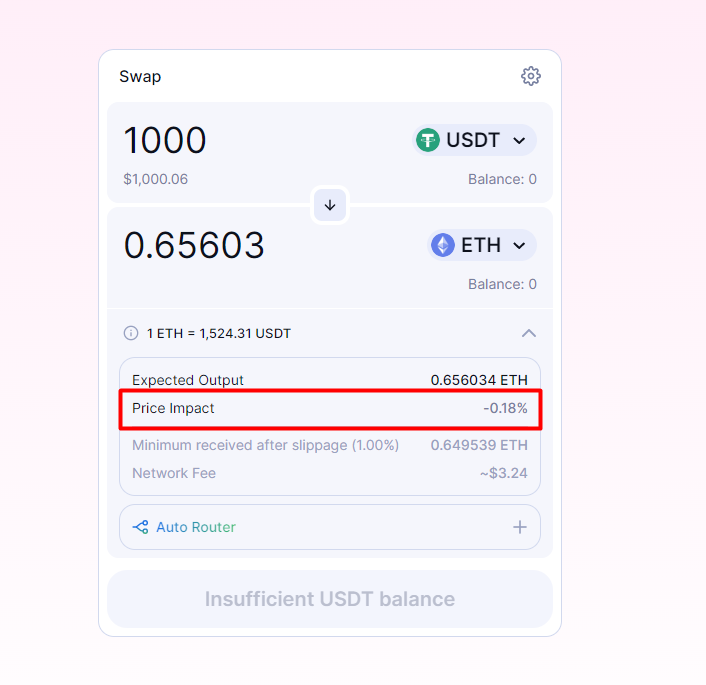 Swap
1000 USDT
$1,000.06 Balance: 0
0.65603 ETH
Balance: 0
1 ETH = 1,524.31 USDT
Expected Output 0.656034 ETH
Price Impact -0.18%
Minimum received after slippage (1.00%) 0.649539 ETH
Network Fee ~$3.24
Auto Router
Insufficient USDT balance